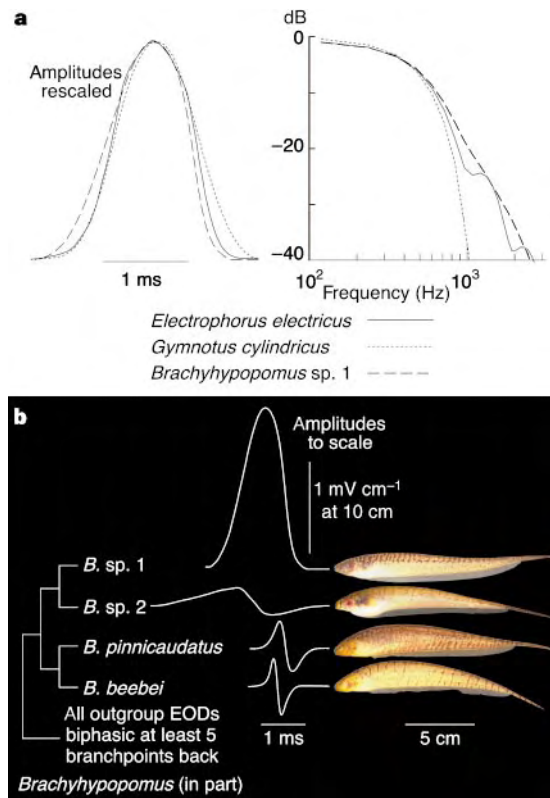 a
Amplitudes
rescaled
1 ms
dB
0
−20
−40
10²
10³
Frequency (Hz)
Electrophorus electricus
Gymnotus cylindricus
Brachyhypopomus sp. 1
b
Amplitudes
to scale
1 mV cm⁻¹
at 10 cm
B. sp. 1
B. sp. 2
B. pinnicaudatus
B. beebei
All outgroup EODs
biphasic at least 5
branchpoints back
1 ms
5 cm
Brachyhypopomus (in part)